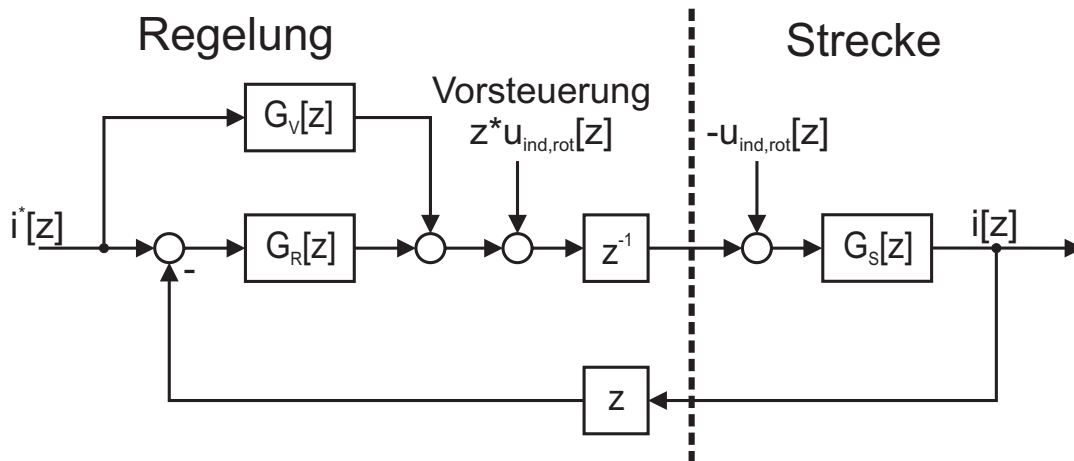 Regelung
Strecke
G_V[z]
Vorsteuerung
z*u_ind,rot[z]
-u_ind,rot[z]
i*[z]
-
G_R[z]
z^-1
G_S[z]
i[z]
z